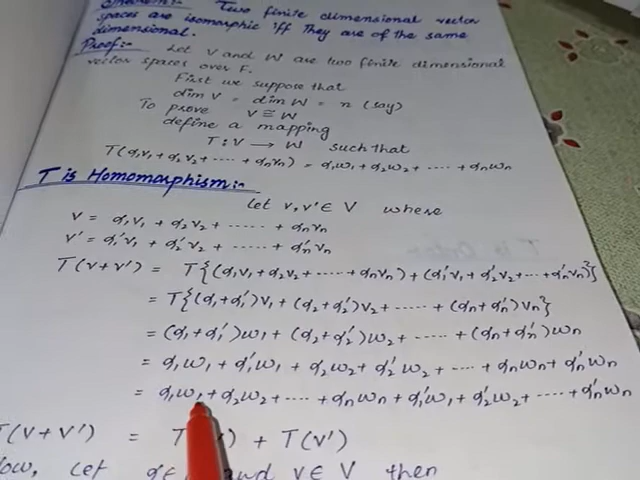 Theorem:- Two finite dimensional vector
spaces are isomorphic iff they are of the same
dimensional.
Proof:- Let V and W are two finite dimensional
vector spaces over F.
First we suppose that
dim V = dim W = n (say)
To prove V ≅ W
define a mapping
T : V → W such that
T(α₁v₁ + α₂v₂ + ····· + αₙvₙ) = α₁w₁ + α₂w₂ + ····· + αₙwₙ
T is Homomorphism:-
Let v, v' ∈ V where
v = α₁v₁ + α₂v₂ + ······ + αₙvₙ
v' = α₁'v₁ + α₂'v₂ + ······ + αₙ'vₙ
T(v+v') = T{(α₁v₁ + α₂v₂ + ····· + αₙvₙ) + (α₁'v₁ + α₂'v₂ + ··· + αₙ'vₙ)}
= T{(α₁+α₁')v₁ + (α₂+α₂')v₂ + ······ + (αₙ+αₙ')vₙ}
= (α₁+α₁')w₁ + (α₂+α₂')w₂ + ······ + (αₙ+αₙ')wₙ
= α₁w₁ + α₁'w₁ + α₂w₂ + α₂'w₂ + ···· + αₙwₙ + αₙ'wₙ
= α₁w₁ + α₂w₂ + ···· + αₙwₙ + α₁'w₁ + α₂'w₂ + ···· + αₙ'wₙ
T(v+v') = T ) + T(v')
Now, Let and v ∈ V then